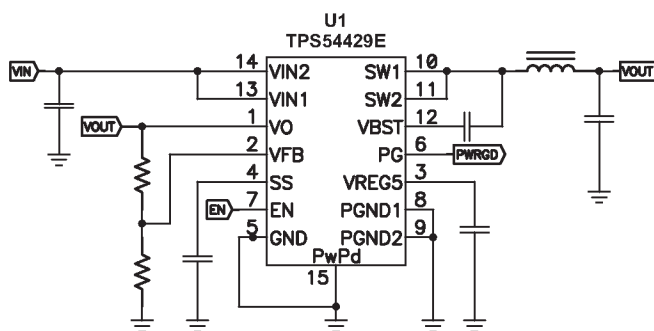 U1
TPS54429E
VIN
14
VIN2
SW1
10
VOUT
13
VIN1
SW2
11
VOUT
1
VO
VBST
12
2
VFB
PG
6
PWRGD
4
SS
VREG5
3
EN
7
EN
PGND1
8
5
GND
PGND2
9
PwPd
15